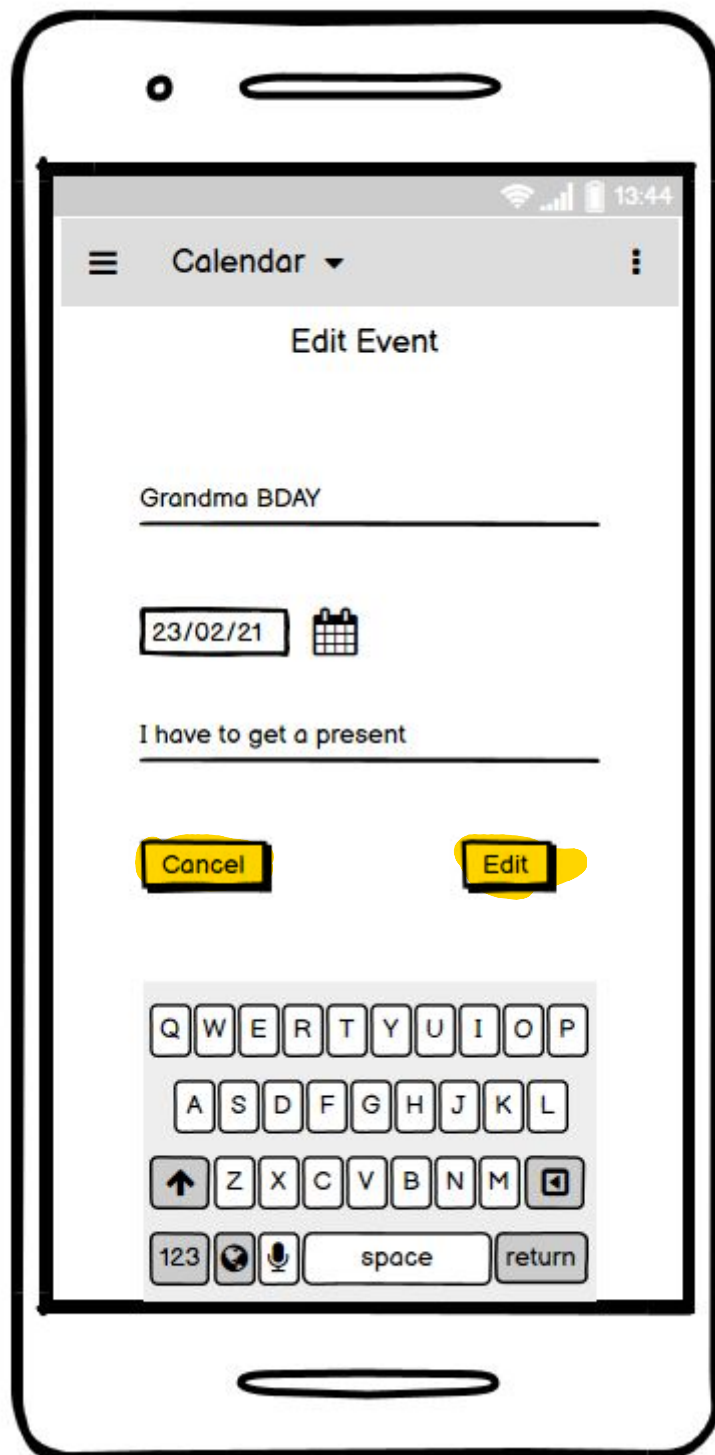 13:44
Calendar
Edit Event
Grandma BDAY
23/02/21
I have to get a present
Cancel Edit
Q W E R T Y U I O P
A S D F G H J K L
Z X C V B N M
123 space return